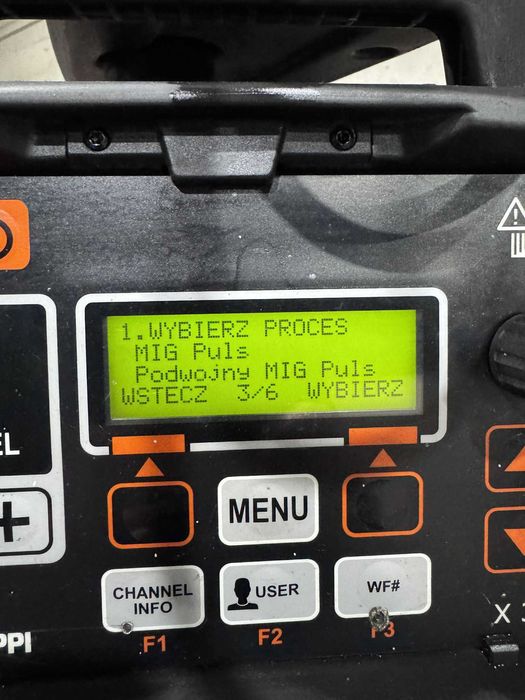 1.WYBIERZ PROCES
MIG Puls
Podwojny MIG Puls
WSTECZ 3/6 WYBIERZ
EL
+
MENU
CHANNEL
INFO
USER
WF#
F1
F2
F3
PPI
X